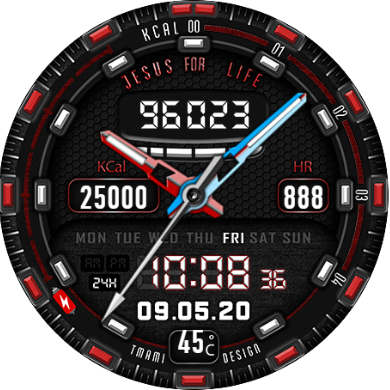 KCAL 00
01
02
03
04
JESUS FOR LIFE
96023
KCal
HR
25000
888
MON TUE WED THU FRI SAT SUN
AM PM
24H
10:08 36
09.05.20
45°C
TMAMI DESIGN